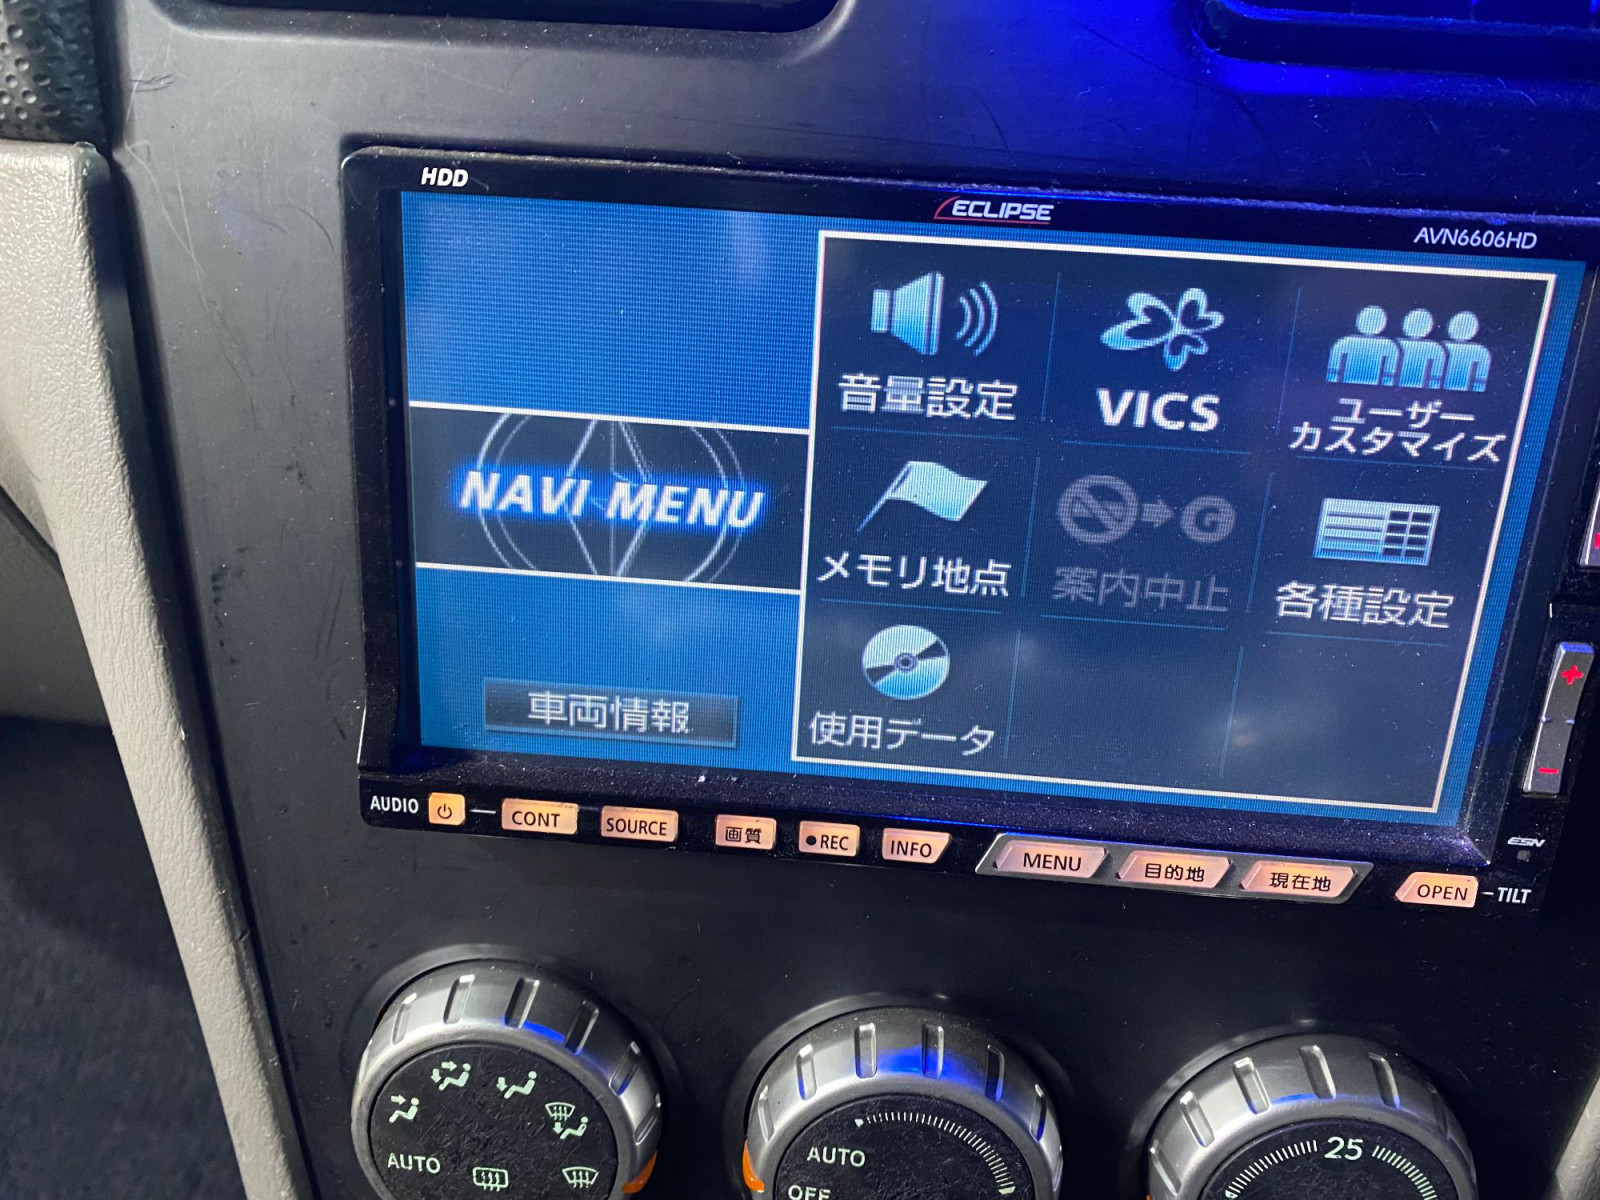 HDD
ECLIPSE
AVN6606HD
音量設定
VICS
ユーザー
カスタマイズ
NAVI MENU
メモリ地点
G
案内中止
各種設定
車両情報
使用データ
AUDIO
CONT
SOURCE
画質
●REC
INFO
MENU
目的地
現在地
OPEN
TILT
ESN
+
-
AUTO
AUTO
OFF
25